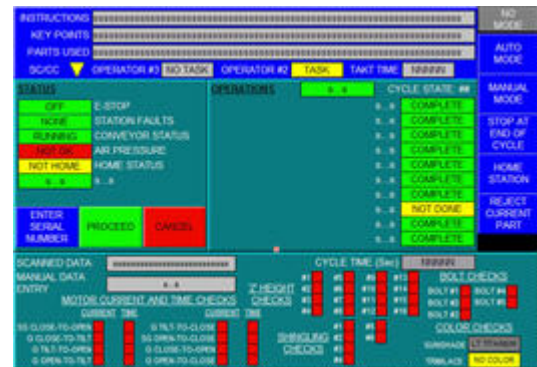 INSTRUCTIONS
NO MODE
KEY POINTS
PARTS USED
AUTO MODE
SC/CC OPERATOR #3 NO TASK OPERATOR #2 TASK TAKT TIME NNNNN
STATUS OPERATIONS #..# CYCLE STATE ##
MANUAL MODE
OFF E-STOP #..# COMPLETE
NONE STATION FAULTS #..# COMPLETE
STOP AT END OF CYCLE
RUNNING CONVEYOR STATUS #..# COMPLETE
NOT OK AIR PRESSURE #..# COMPLETE
NOT HOME HOME STATUS #..# COMPLETE
HOME STATION
#..# #..# #..# COMPLETE
#..# COMPLETE
REJECT CURRENT PART
ENTER SERIAL NUMBER PROCEED CANCEL
#..# NOT DONE
#..# COMPLETE
#..# COMPLETE
SCANNED DATA CYCLE TIME (Sec) NNNNN
MANUAL DATA ENTRY #..#
'Z' HEIGHT CHECKS
BOLT CHECKS
BOLT #1 BOLT #4
BOLT #2 BOLT #5
BOLT #3
MOTOR CURRENT AND TIME CHECKS
CURRENT TIME CURRENT TIME
SG CLOSE-TO-OPEN G TILT-TO-CLOSE
G CLOSE-TO-TILT SG OPEN-TO-CLOSE
G TILT-TO-OPEN G CLOSE-TO-OPEN
G OPEN-TO-TILT G OPEN-TO-CLOSE
SHINGLING CHECKS
COLOR CHECKS
SUNSHADE LT TITANIUM
TRIMLACE NO COLOR